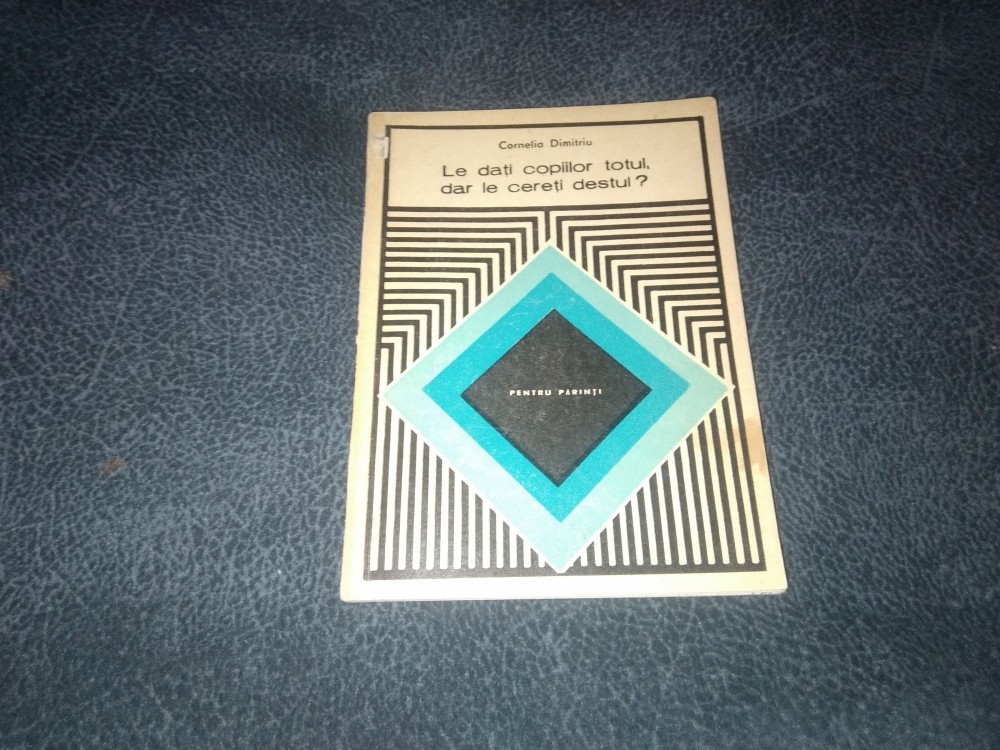 Cornelia Dimitriu
Le dați copiilor totul,
dar le cereți destul?
PENTRU PĂRINȚI